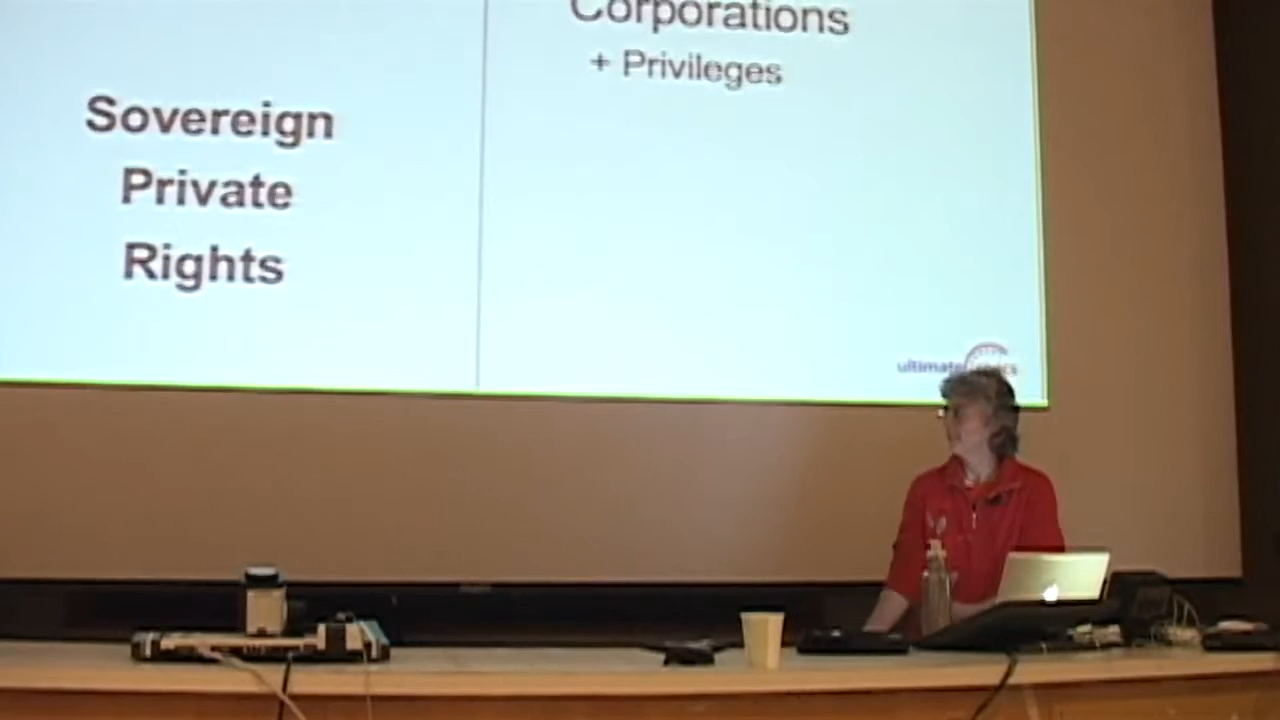 Sovereign
Private
Rights
Corporations
+ Privileges